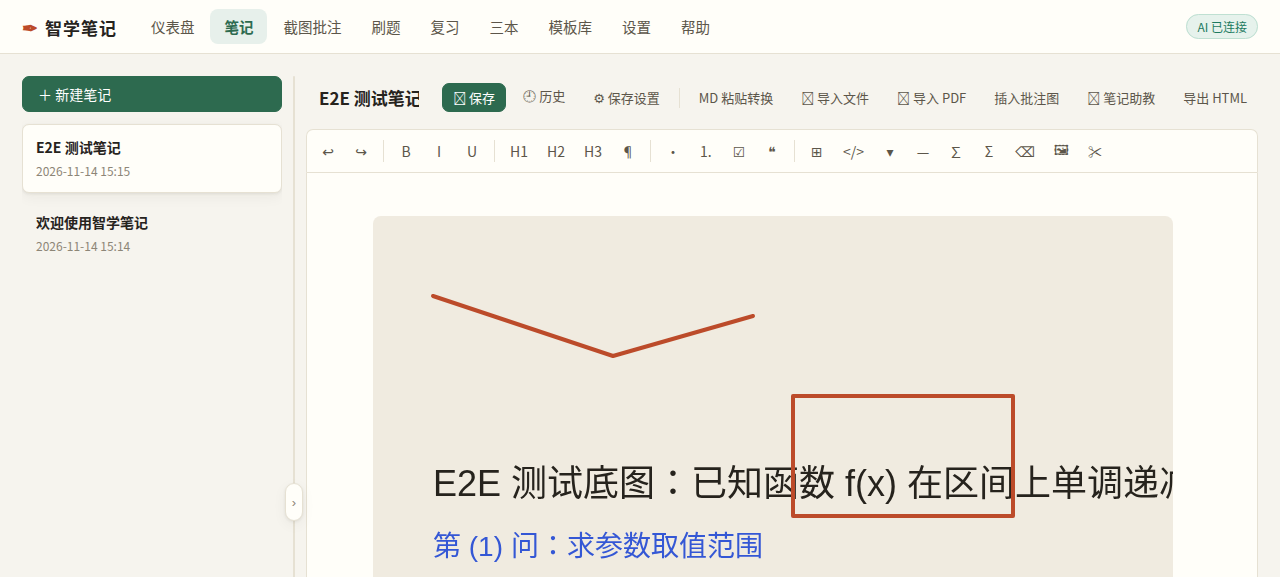 智学笔记 仪表盘 笔记 截图批注 刷题 复习 三本 模板库 设置 帮助 AI 已连接
＋ 新建笔记
E2E 测试笔记
2026-11-14 15:15
欢迎使用智学笔记
2026-11-14 15:14
E2E 测试笔记 保存 历史 保存设置 MD 粘贴转换 导入文件 导入 PDF 插入批注图 笔记助教 导出 HTML
B I U H1 H2 H3 ¶ • 1. ☑ ❝ ⊞ </> ▾ — Σ Σ
E2E 测试底图：已知函数 f(x) 在区间上单调递
第 (1) 问：求参数取值范围